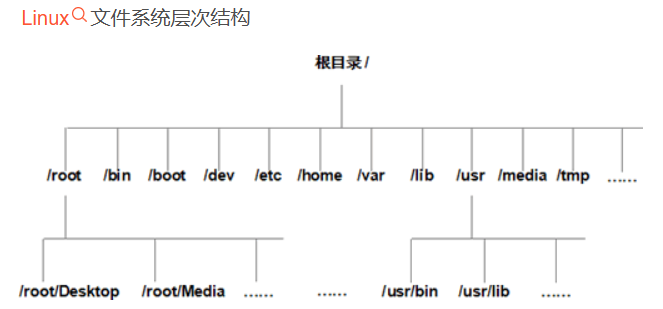 Linux文件系统层次结构
根目录/
/root /bin /boot /dev /etc /home /var /lib /usr /media /tmp ……
/root/Desktop /root/Media …… …… /usr/bin /usr/lib ……